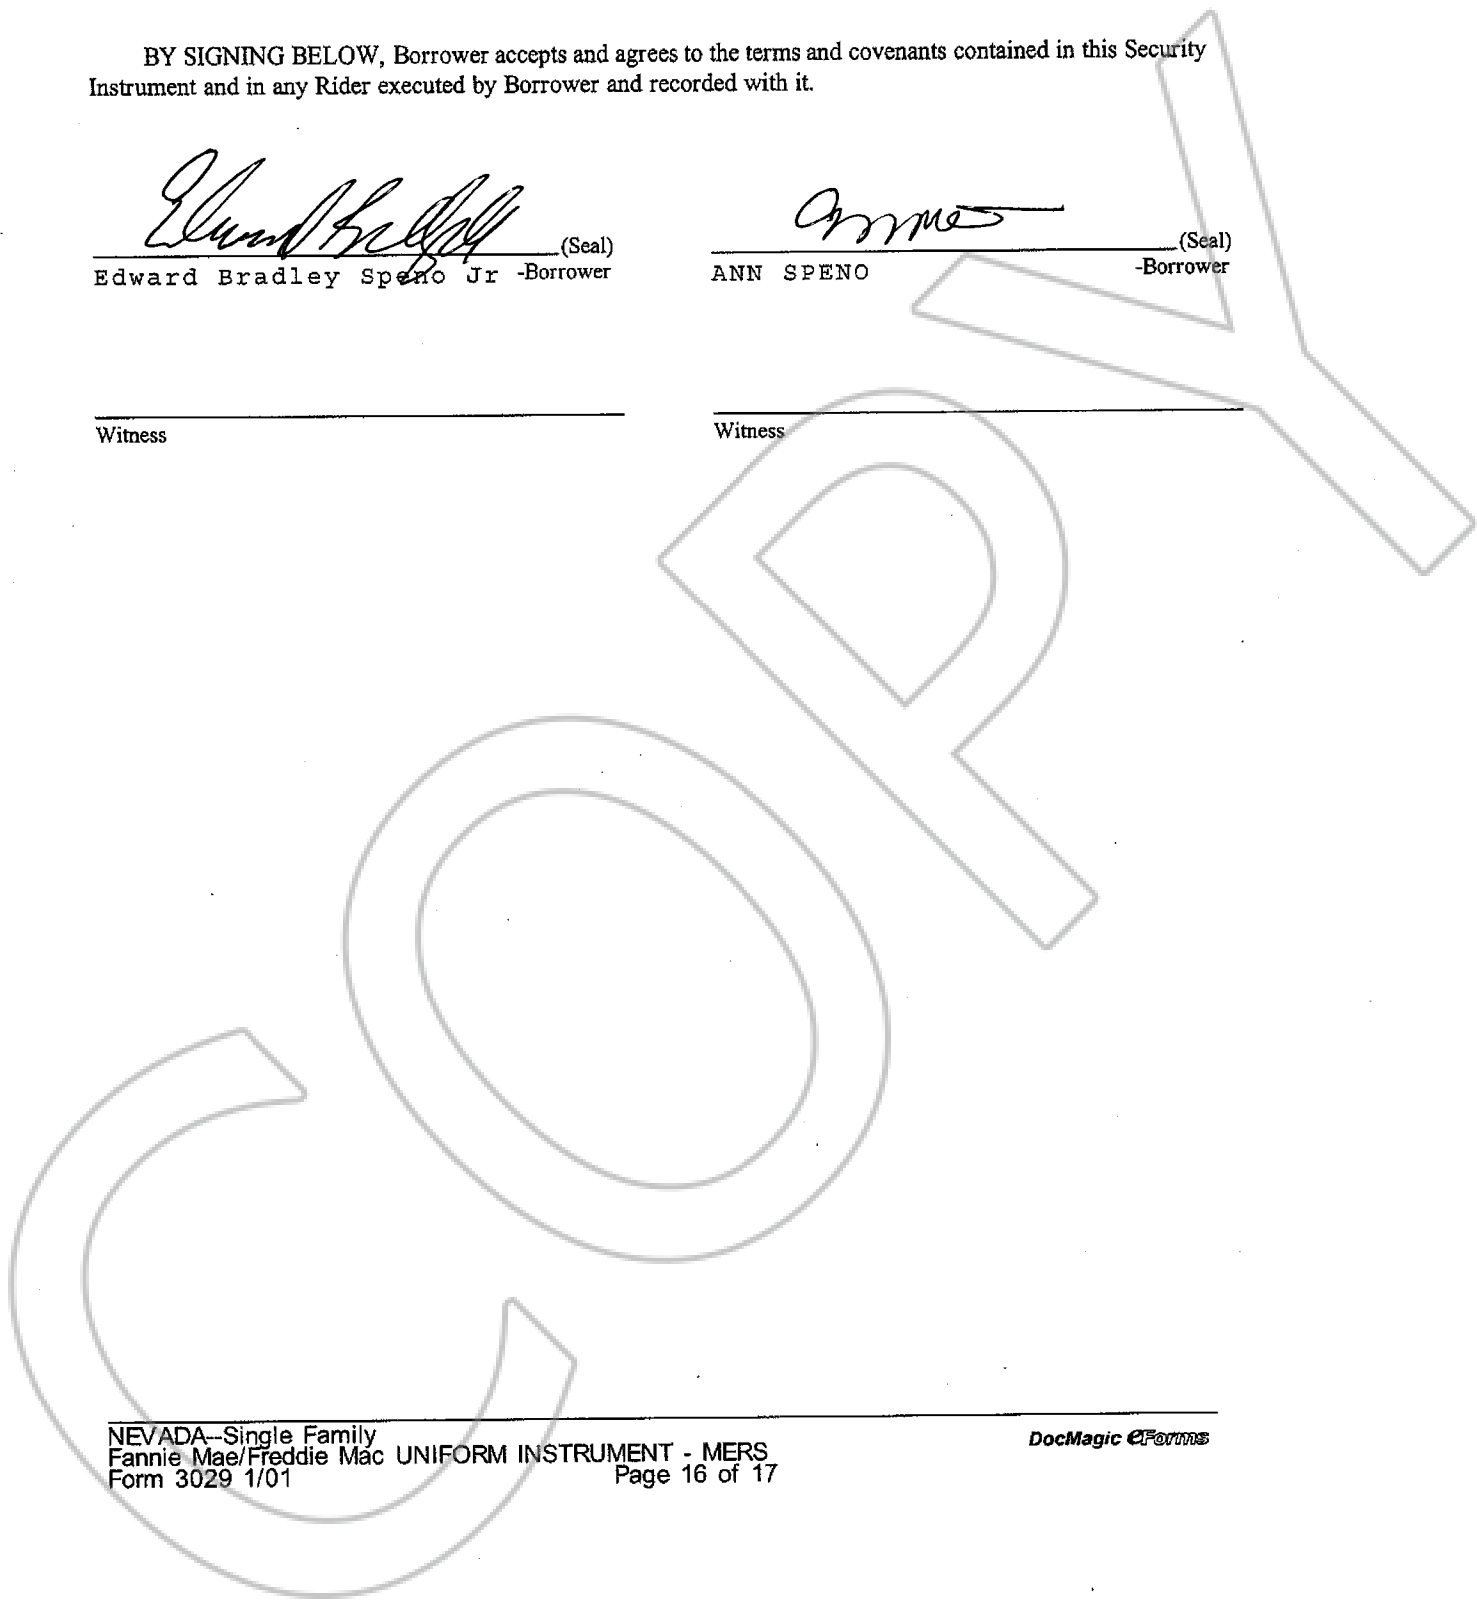 BY SIGNING BELOW, Borrower accepts and agrees to the terms and covenants contained in this Security
Instrument and in any Rider executed by Borrower and recorded with it.
(Seal)
Edward Bradley Speno Jr -Borrower
(Seal)
ANN SPENO -Borrower
Witness
Witness
COPY
NEVADA--Single Family
Fannie Mae/Freddie Mac UNIFORM INSTRUMENT - MERS
Form 3029 1/01 Page 16 of 17
DocMagic eForms